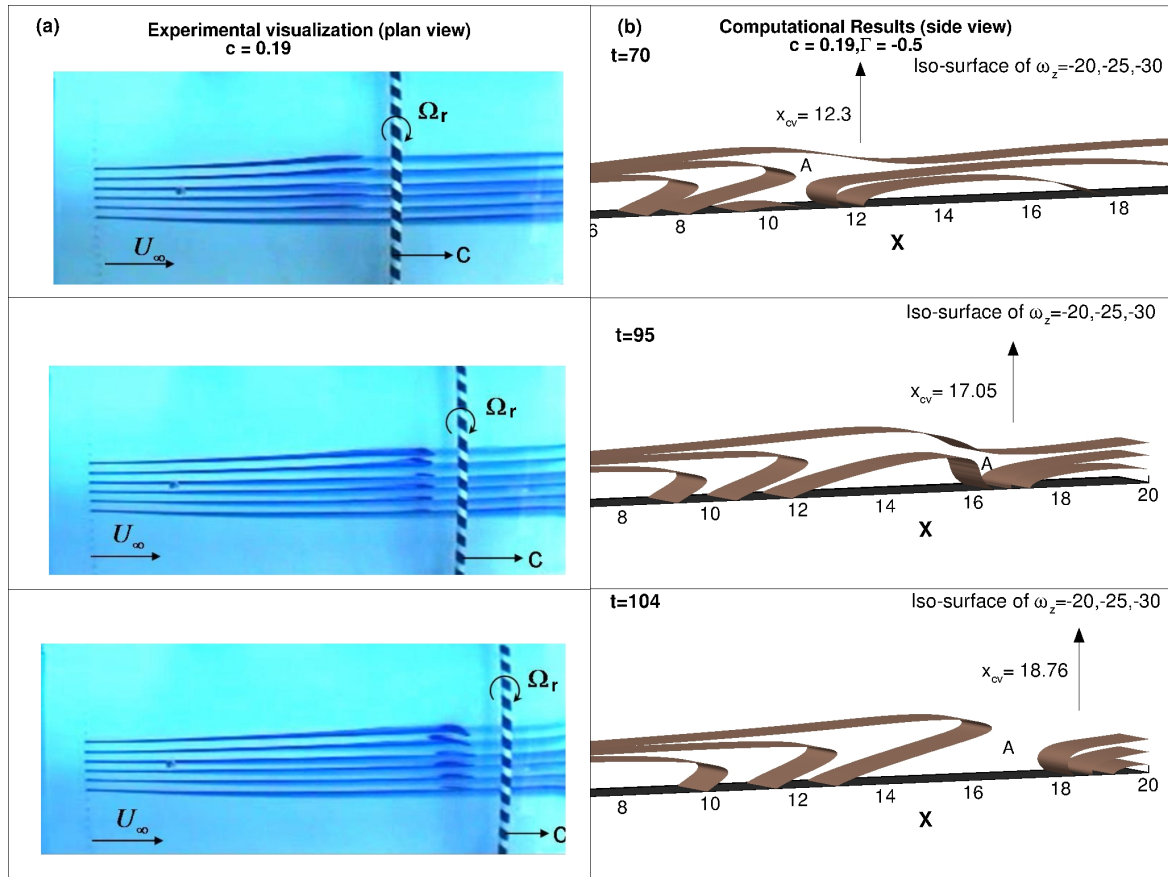 (a)
Experimental visualization (plan view)
c = 0.19
Ωr
U∞
C
Ωr
U∞
C
Ωr
U∞
C
(b)
Computational Results (side view)
c = 0.19,Γ = -0.5
t=70
Iso-surface of ωz=-20,-25,-30
xcv= 12.3
A
6 8 10 12 14 16 18
X
t=95
Iso-surface of ωz=-20,-25,-30
xcv= 17.05
A
8 10 12 14 16 18 20
X
t=104
Iso-surface of ωz=-20,-25,-30
xcv= 18.76
A
8 10 12 14 16 18 20
X